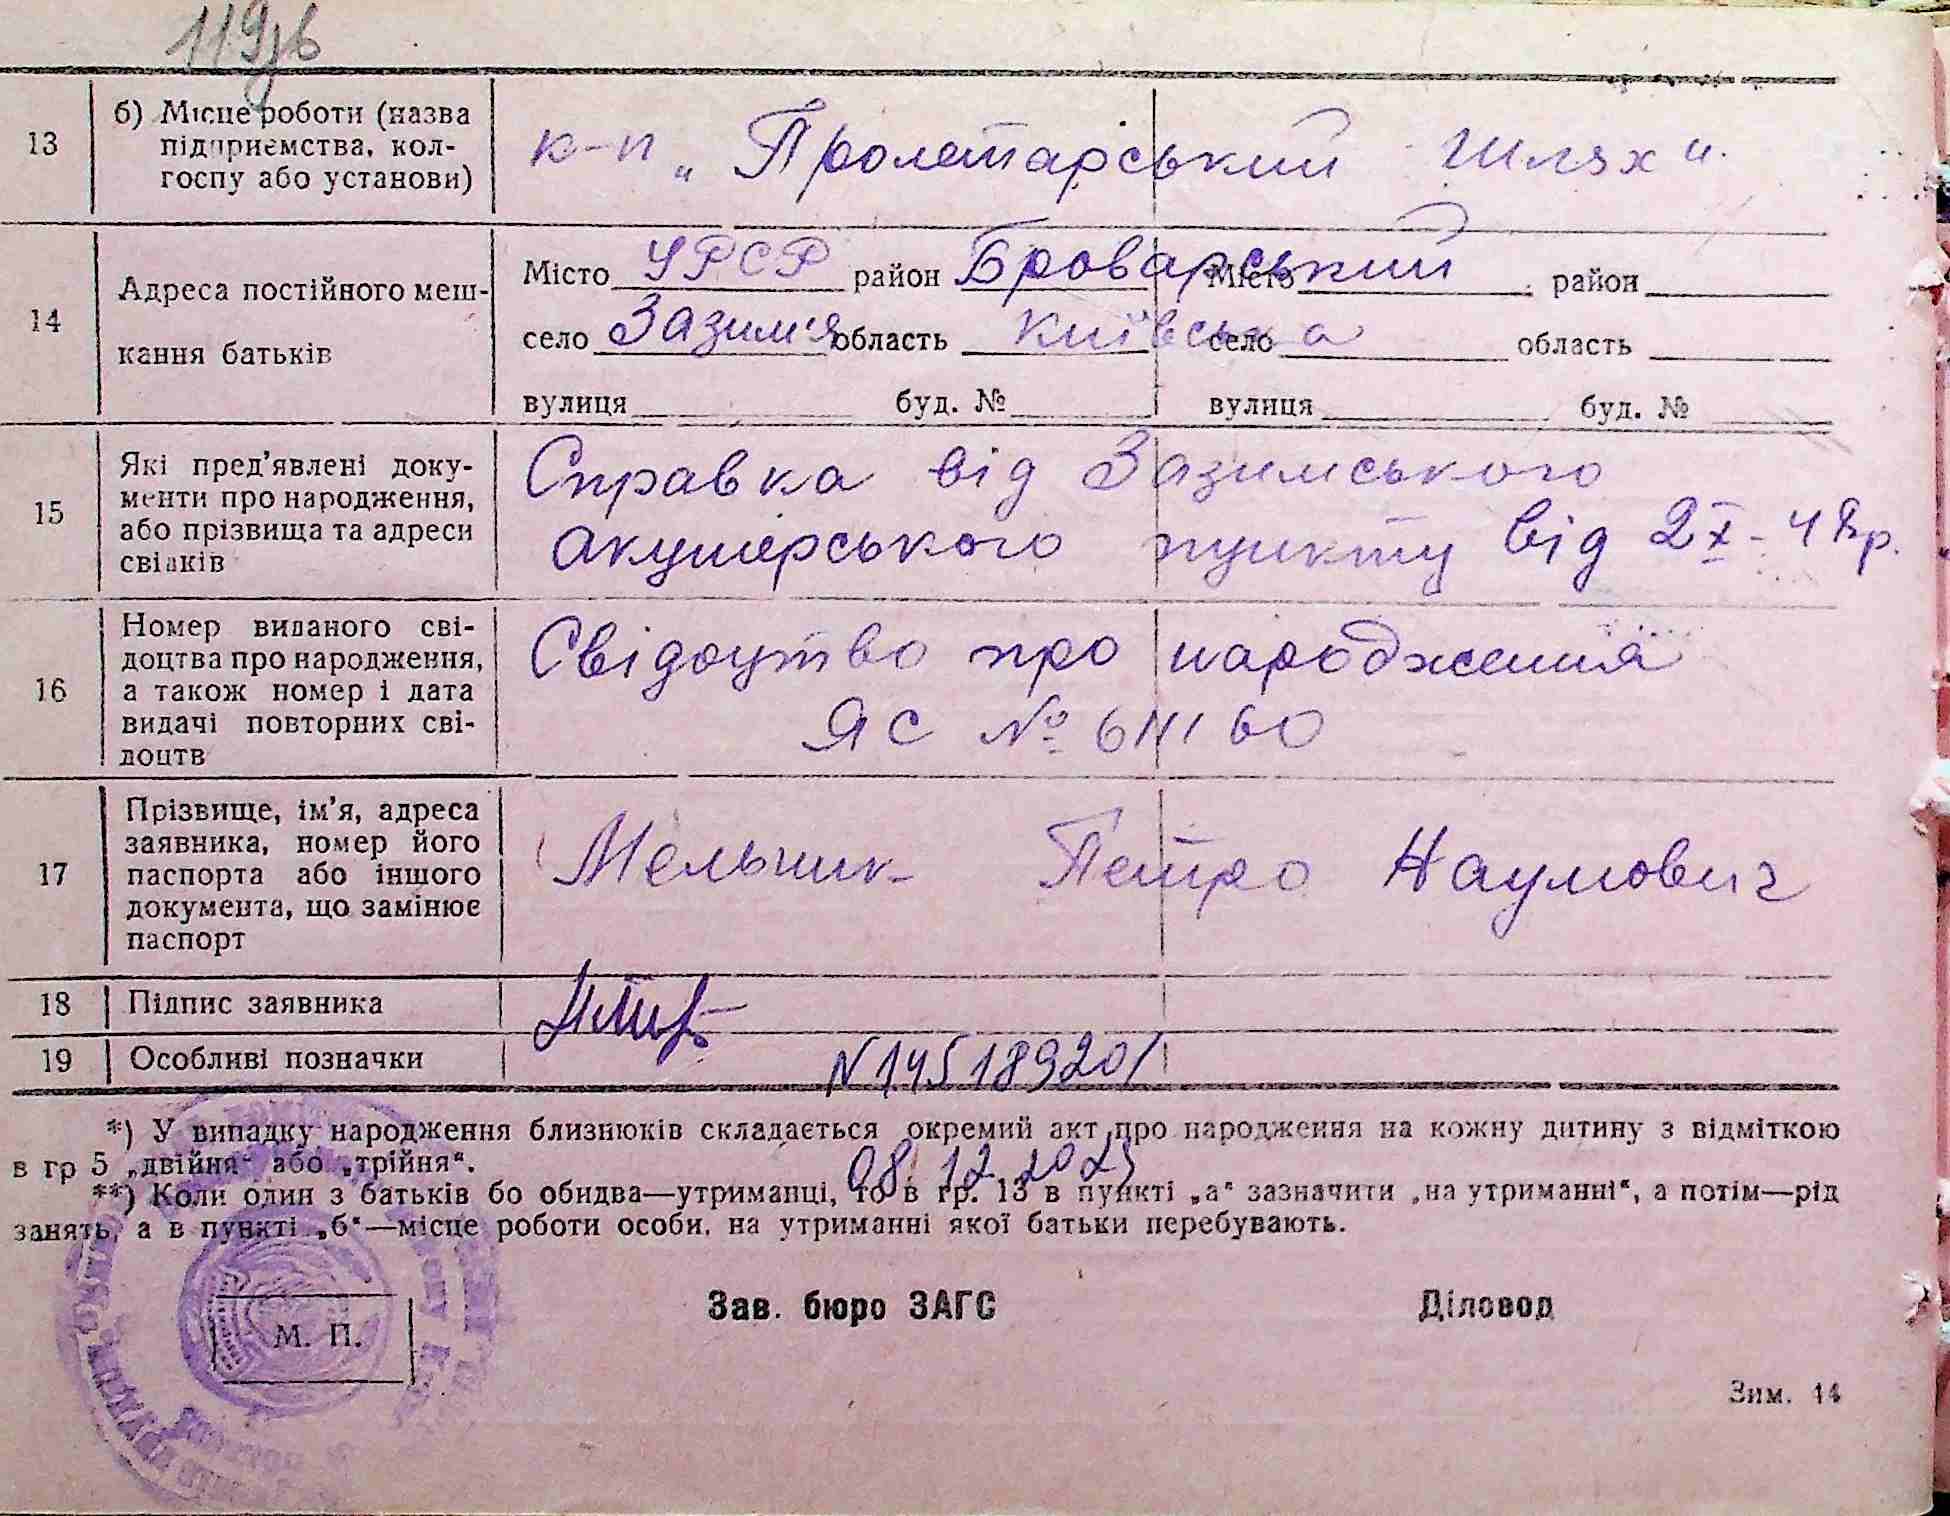 119зв
13 б) Місце роботи (назва підприємства, колгоспу або установи) к-п „Пролетарський Шлях".
14 Адреса постійного мешкання батьків
Місто УРСР район Броварський Місто район
село Зазим'я область Київська село область
вулиця буд. № вулиця буд. №
15 Які пред'явлені документи про народження, або прізвища та адреси свідків
Справка від Зазимського
акушерського пункту від 2 X - 48р.
16 Номер виданого свідоцтва про народження, а також номер і дата видачі повторних свідоцтв
Свідоцтво про народження
ЯС № 611160
17 Прізвище, ім'я, адреса заявника, номер його паспорта або іншого документа, що замінює паспорт
Мельник Петро Наумович
18 Підпис заявника
19 Особливі позначки
N 14518920/
*) У випадку народження близнюків складається окремий акт про народження на кожну дитину з відміткою
в гр 5 „двійня" або „трійня".
08 12 2025
**) Коли один з батьків бо обидва—утриманці, то в гр. 13 в пункті „а" зазначити „на утриманні", а потім—рід
занять, а в пункті „б"—місце роботи особи, на утриманні якої батьки перебувають.
Зав. бюро ЗАГС Діловод
М. П.
Зим. 14